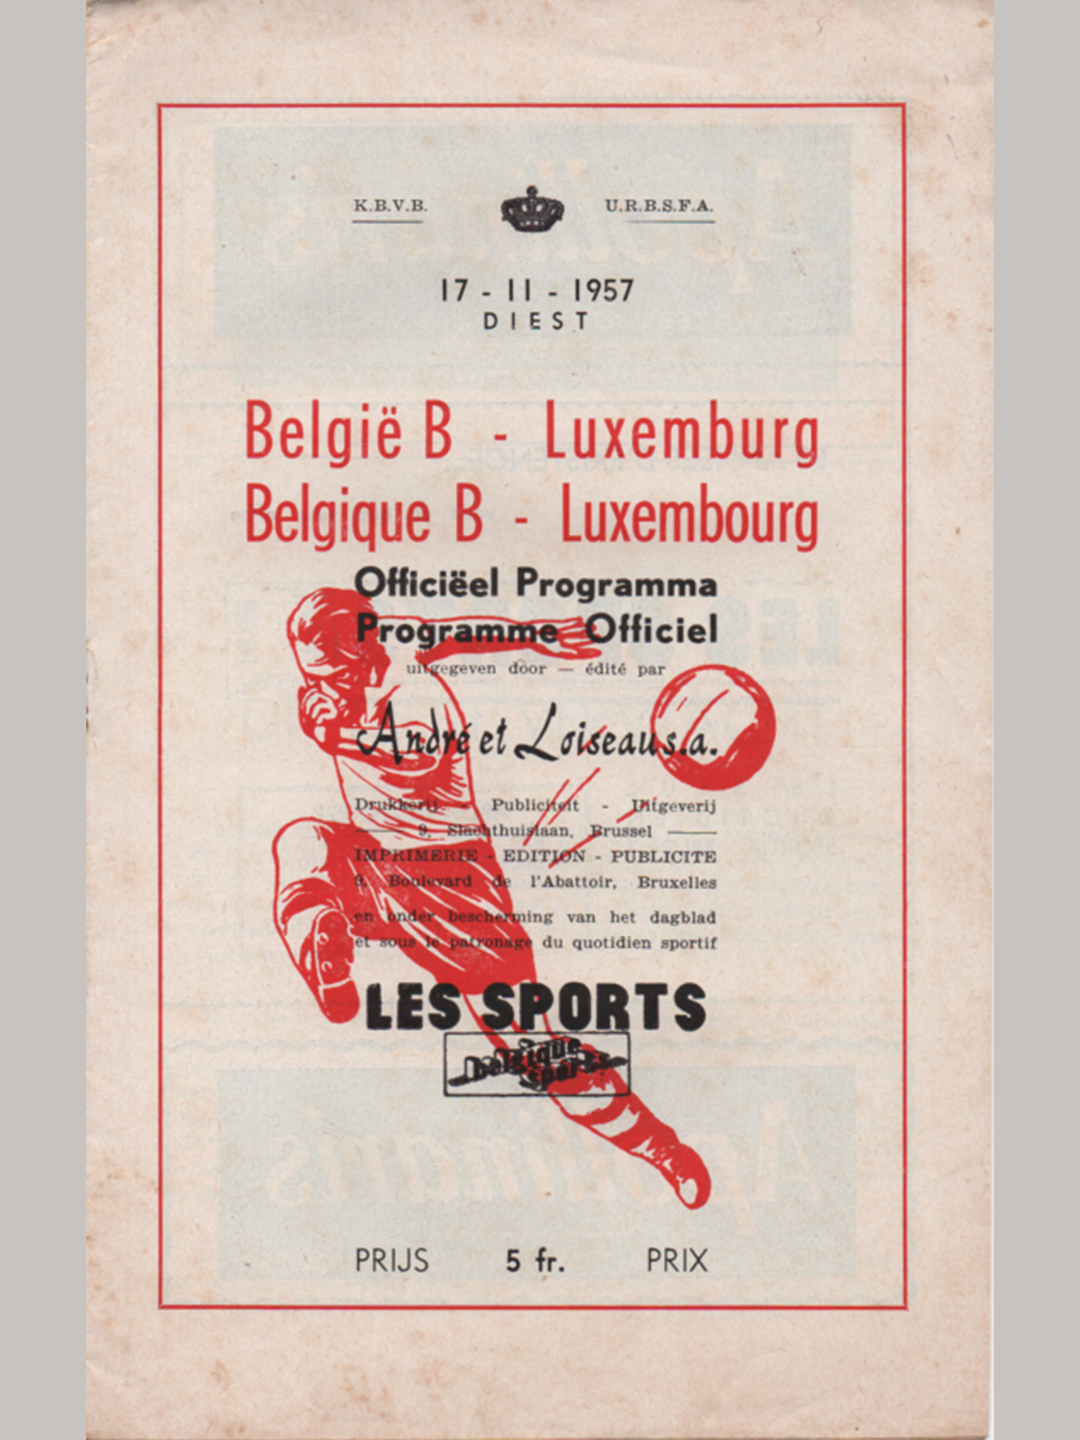 K.B.V.B. U.R.B.S.F.A.
17 - 11 - 1957
DIEST
België B - Luxemburg
Belgique B - Luxembourg
Officiëel Programma
Programme Officiel
uitgegeven door — édité par
André et Loiseau s.a.
Drukkerij - Publiciteit - Uitgeverij
9, Slachthuislaan, Brussel
IMPRIMERIE - EDITION - PUBLICITE
9, Boulevard de l'Abattoir, Bruxelles
en onder bescherming van het dagblad
et sous le patronage du quotidien sportif
LES SPORTS
belgique
sports
PRIJS 5 fr. PRIX